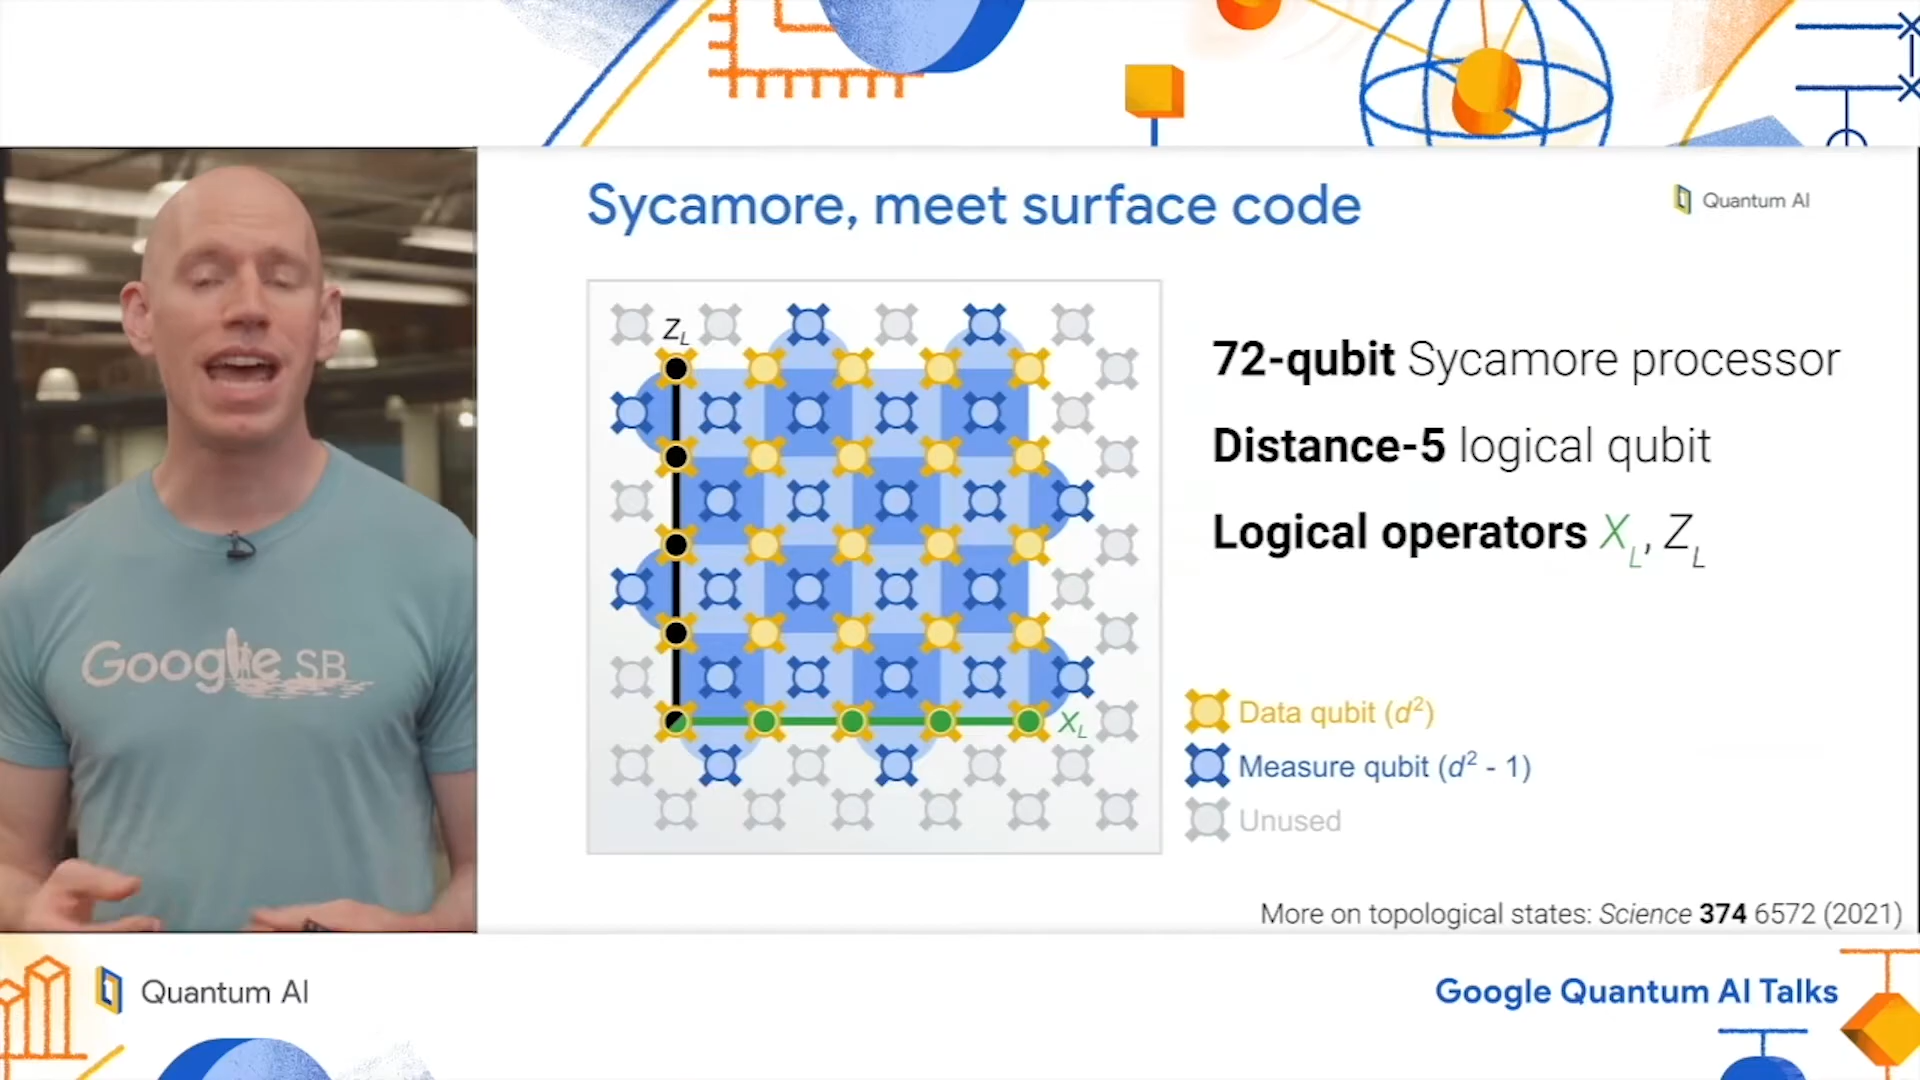 Sycamore, meet surface code
Quantum AI
Z_L
X_L
72-qubit Sycamore processor
Distance-5 logical qubit
Logical operators X_L, Z_L
Data qubit (d²)
Measure qubit (d² - 1)
Unused
More on topological states: Science 374 6572 (2021)
Google SB
Quantum AI
Google Quantum AI Talks